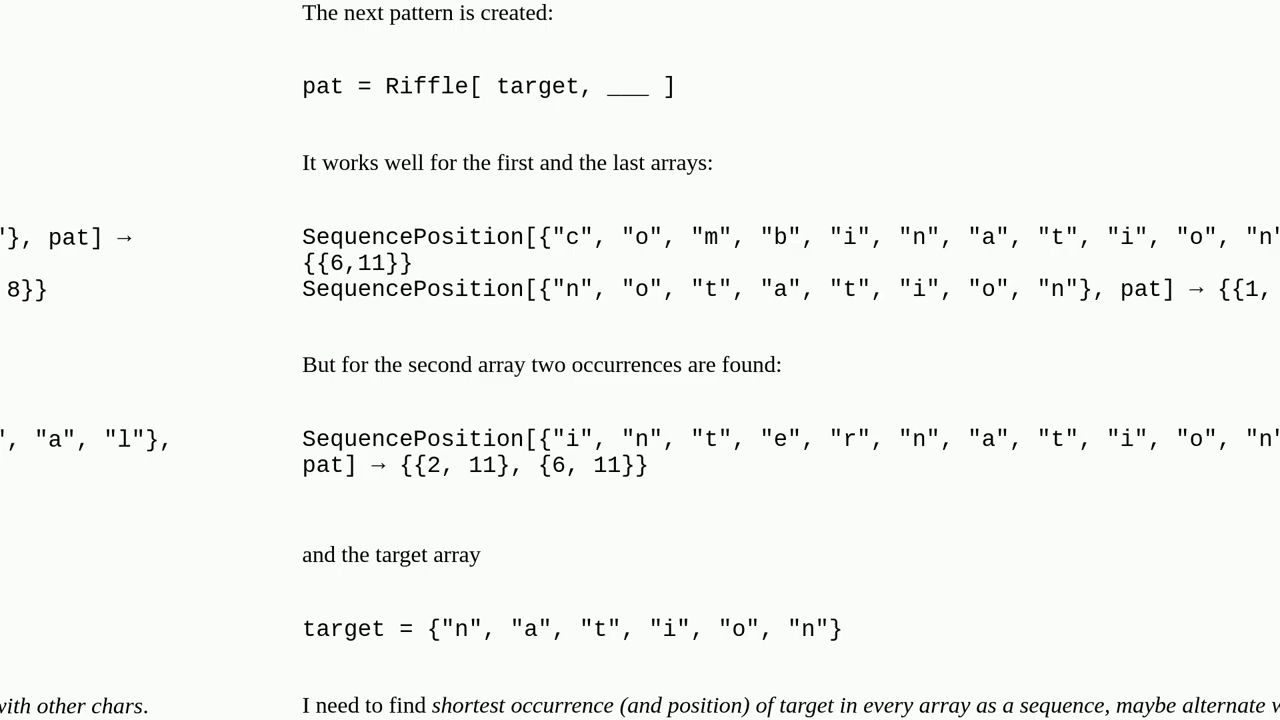 The next pattern is created:
pat = Riffle[ target, ___ ]
It works well for the first and the last arrays:
"}, pat] → SequencePosition[{"c", "o", "m", "b", "i", "n", "a", "t", "i", "o", "n"
{{6,11}}
8}} SequencePosition[{"n", "o", "t", "a", "t", "i", "o", "n"}, pat] → {{1,
But for the second array two occurrences are found:
", "a", "l"}, SequencePosition[{"i", "n", "t", "e", "r", "n", "a", "t", "i", "o", "n"
pat] → {{2, 11}, {6, 11}}
and the target array
target = {"n", "a", "t", "i", "o", "n"}
with other chars. I need to find shortest occurrence (and position) of target in every array as a sequence, maybe alternate w